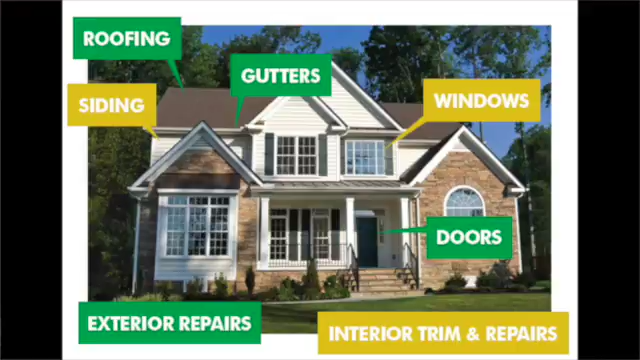 ROOFING
GUTTERS
SIDING
WINDOWS
DOORS
EXTERIOR REPAIRS
INTERIOR TRIM & REPAIRS